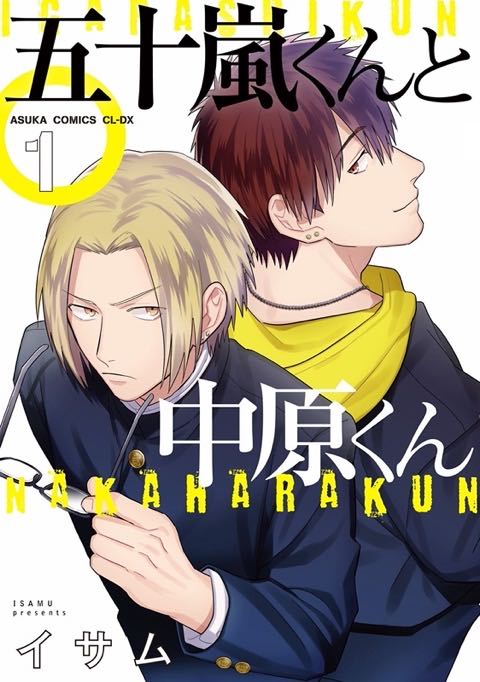 IGARASHIKUN
五十嵐くんと
ASUKA COMICS CL-DX
1
中原くん
NAKAHARAKUN
ISAMU
presents
イサム